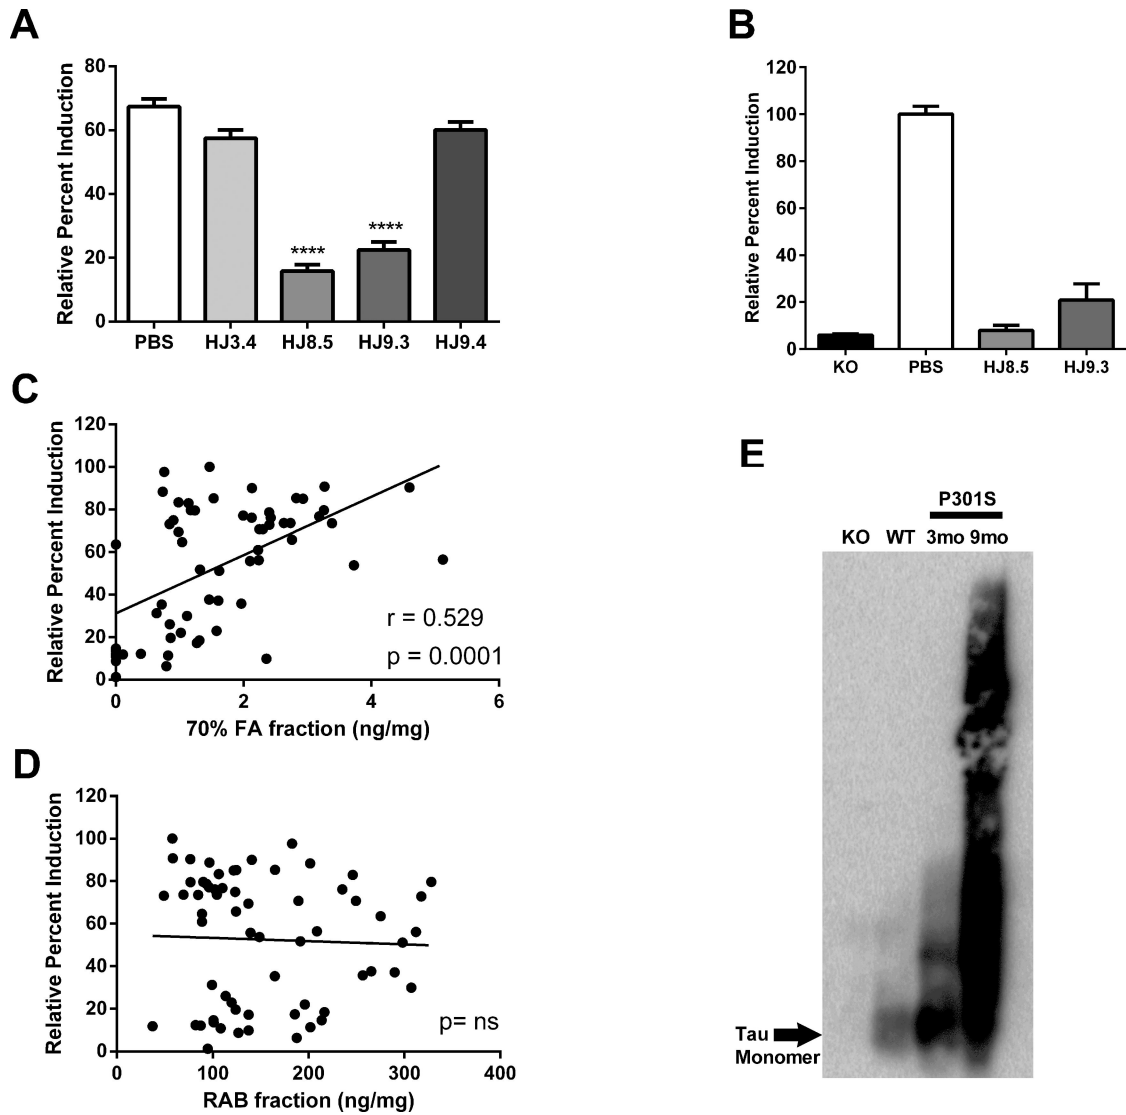 A
Relative Percent Induction
80
60
40
20
0
****
****
PBS HJ3.4 HJ8.5 HJ9.3 HJ9.4
B
Relative Percent Induction
120
100
80
60
40
20
0
KO PBS HJ8.5 HJ9.3
C
Relative Percent Induction
120
100
80
60
40
20
0
r = 0.529
p = 0.0001
0 2 4 6
70% FA fraction (ng/mg)
D
Relative Percent Induction
120
100
80
60
40
20
0
p= ns
0 100 200 300 400
RAB fraction (ng/mg)
E
P301S
KO WT 3mo 9mo
Tau
Monomer